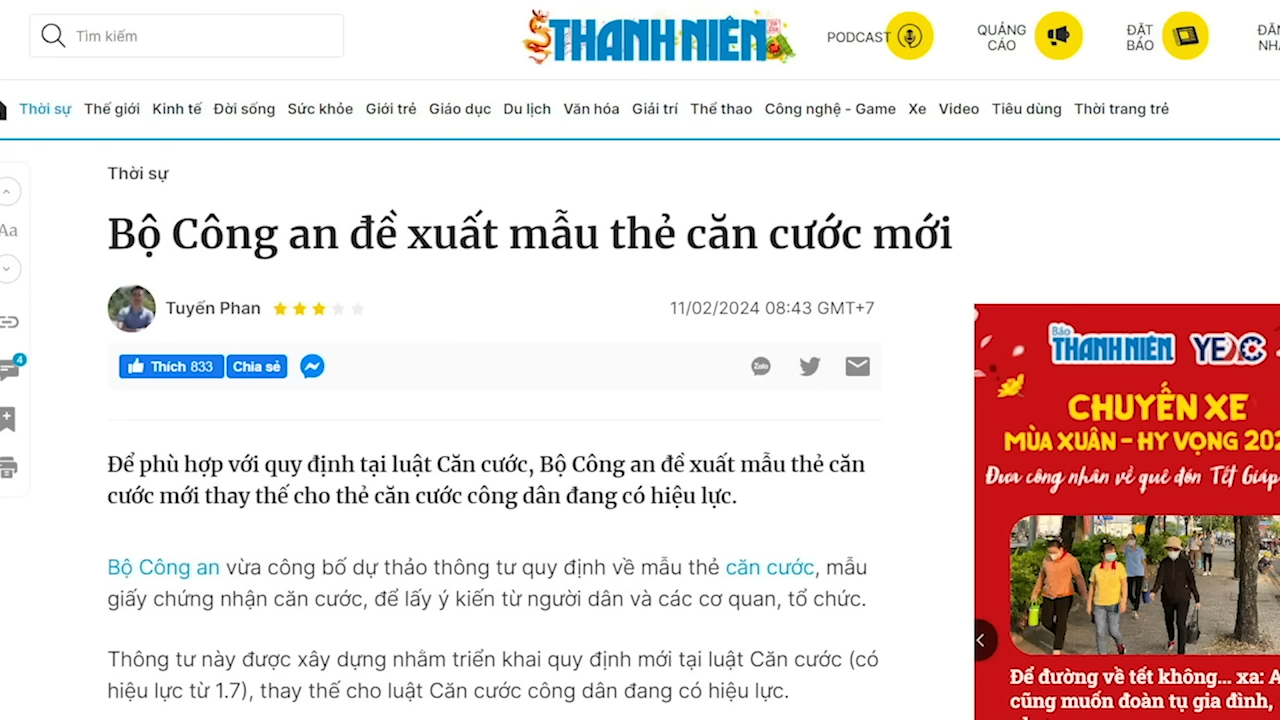 Tìm kiếm
THANH NIÊN
PODCAST
QUẢNG
CÁO
ĐẶT
BÁO
Thời sự Thế giới Kinh tế Đời sống Sức khỏe Giới trẻ Giáo dục Du lịch Văn hóa Giải trí Thể thao Công nghệ - Game Xe Video Tiêu dùng Thời trang trẻ
Thời sự
Bộ Công an đề xuất mẫu thẻ căn cước mới
Tuyến Phan
11/02/2024 08:43 GMT+7
Aa
4
Thích 833 Chia sẻ
Zalo
Để phù hợp với quy định tại luật Căn cước, Bộ Công an đề xuất mẫu thẻ căn
cước mới thay thế cho thẻ căn cước công dân đang có hiệu lực.
Bộ Công an vừa công bố dự thảo thông tư quy định về mẫu thẻ căn cước, mẫu
giấy chứng nhận căn cước, để lấy ý kiến từ người dân và các cơ quan, tổ chức.
Thông tư này được xây dựng nhằm triển khai quy định mới tại luật Căn cước (có
hiệu lực từ 1.7), thay thế cho luật Căn cước công dân đang có hiệu lực.
Báo
THANH NIÊN
CHUYẾN XE
MÙA XUÂN - HY VỌNG
Đưa công nhân về quê đón Tết Giáp
Để đường về tết không... xa:
cũng muốn đoàn tụ gia đình,